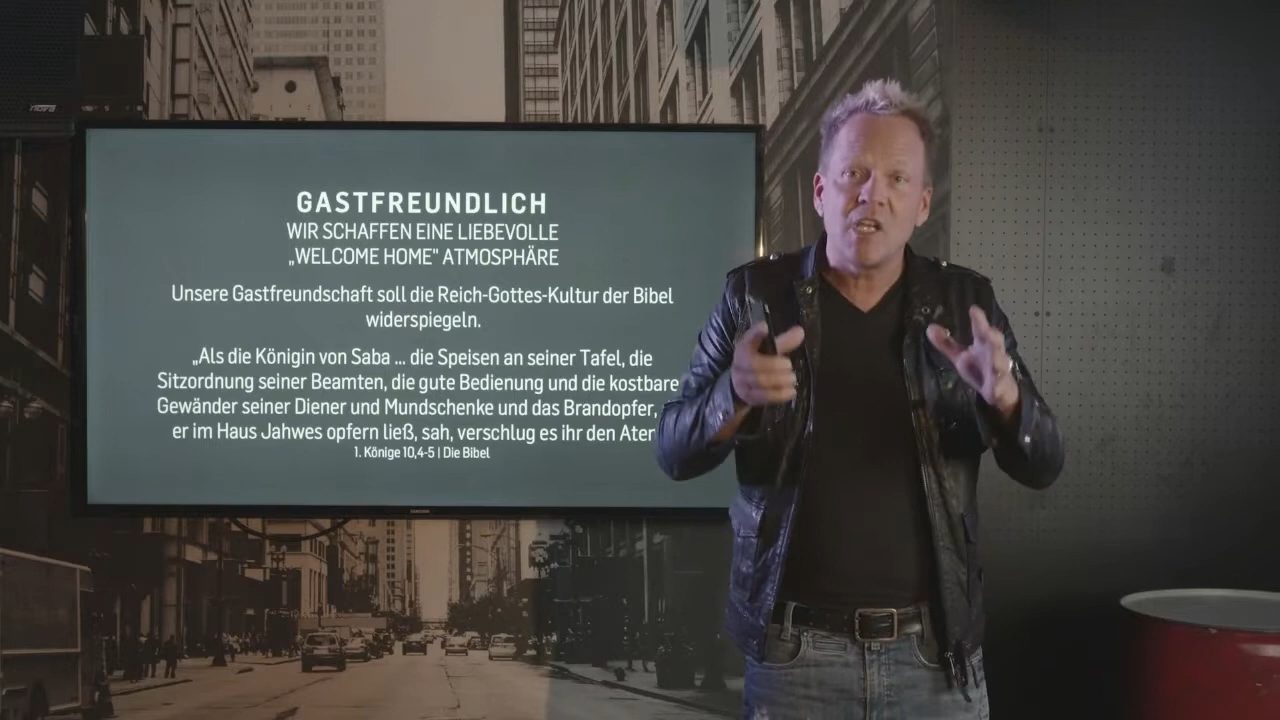 GASTFREUNDLICH
WIR SCHAFFEN EINE LIEBEVOLLE
„WELCOME HOME" ATMOSPHÄRE
Unsere Gastfreundschaft soll die Reich-Gottes-Kultur der Bibel
widerspiegeln.
„Als die Königin von Saba ... die Speisen an seiner Tafel, die
Sitzordnung seiner Beamten, die gute Bedienung und die kostbare
Gewänder seiner Diener und Mundschenke und das Brandopfer,
er im Haus Jahwes opfern ließ, sah, verschlug es ihr den
1. Könige 10,4-5 | Die Bibel
SAMSUNG